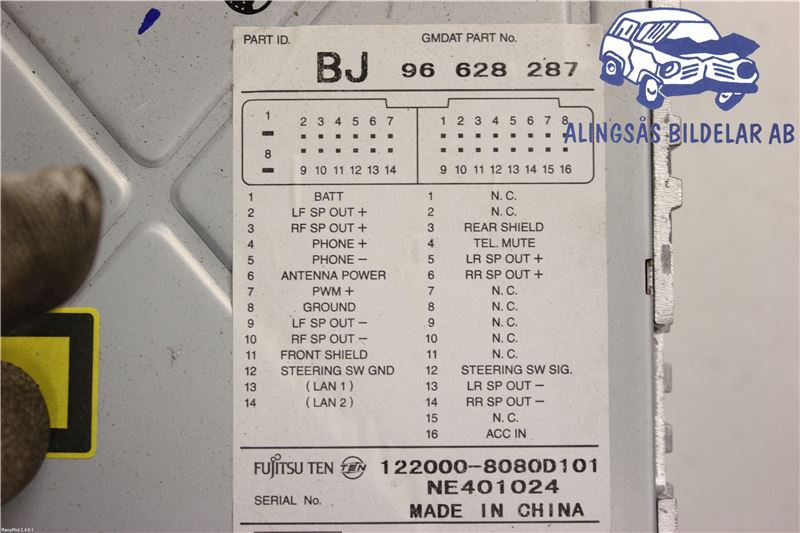 PART ID. GMDAT PART No.
BJ 96 628 287
ALINGSÅS BILDELAR AB
1 2 3 4 5 6 7 1 2 3 4 5 6 7 8
8 9 10 11 12 13 14 9 10 11 12 13 14 15 16
1 BATT 1 N.C.
2 LF SP OUT + 2 N.C.
3 RF SP OUT + 3 REAR SHIELD
4 PHONE + 4 TEL. MUTE
5 PHONE - 5 LR SP OUT +
6 ANTENNA POWER 6 RR SP OUT +
7 PWM + 7 N.C.
8 GROUND 8 N.C.
9 LF SP OUT - 9 N.C.
10 RF SP OUT - 10 N.C.
11 FRONT SHIELD 11 N.C.
12 STEERING SW GND 12 STEERING SW SIG.
13 ( LAN 1 ) 13 LR SP OUT -
14 ( LAN 2 ) 14 RR SP OUT -
15 N.C.
16 ACC IN
FUJITSU TEN TEN 122000-8080D101
SERIAL No. NE401024
MADE IN CHINA